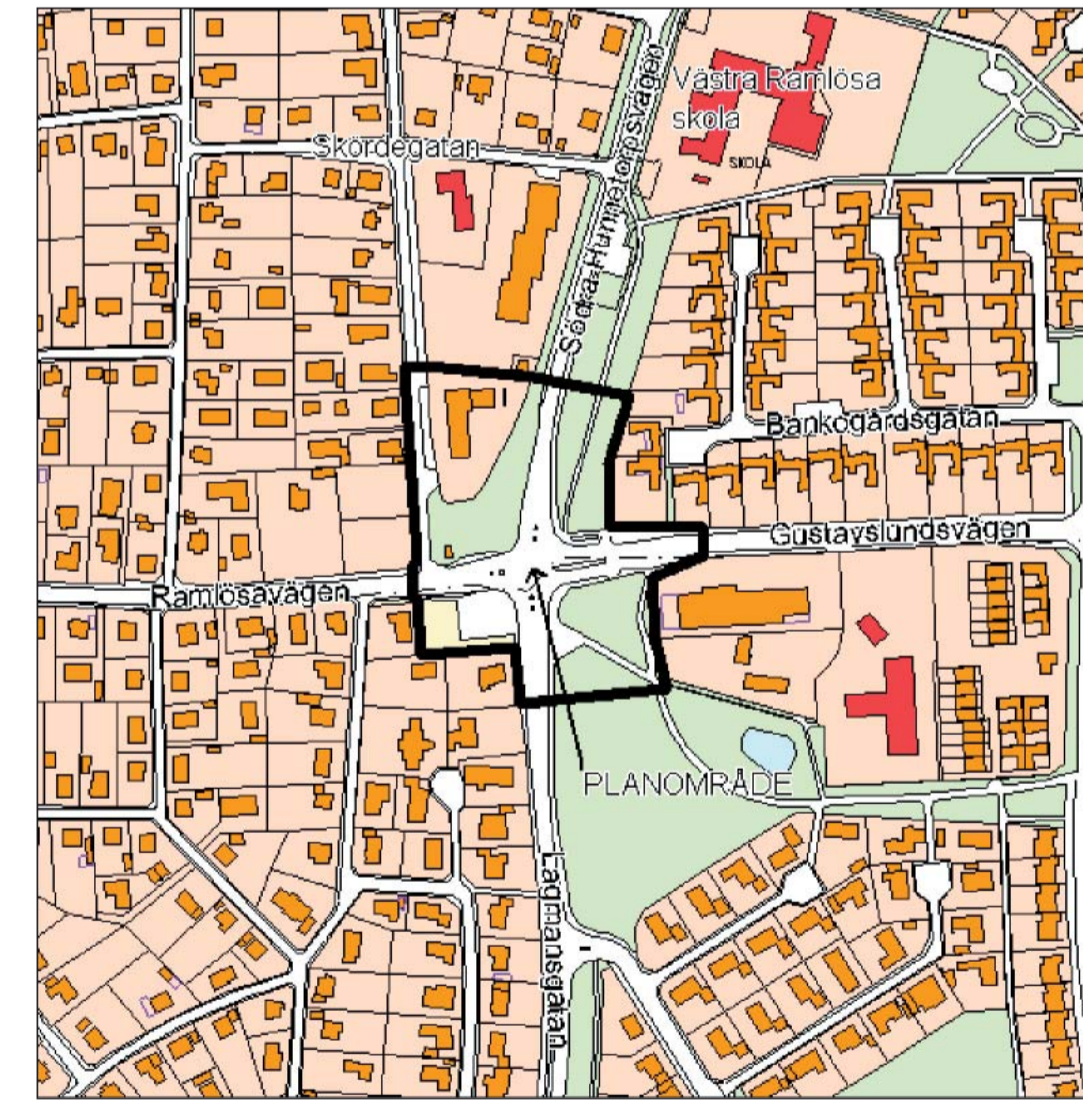 Västra Ramlösa
skola
SKOLA
Skördegatan
Södra Hunnetorpsvägen
Bankogårdsgatan
Gustavslundsvägen
Ramlösavägen
PLANOMRÅDE
Lagmansgatan